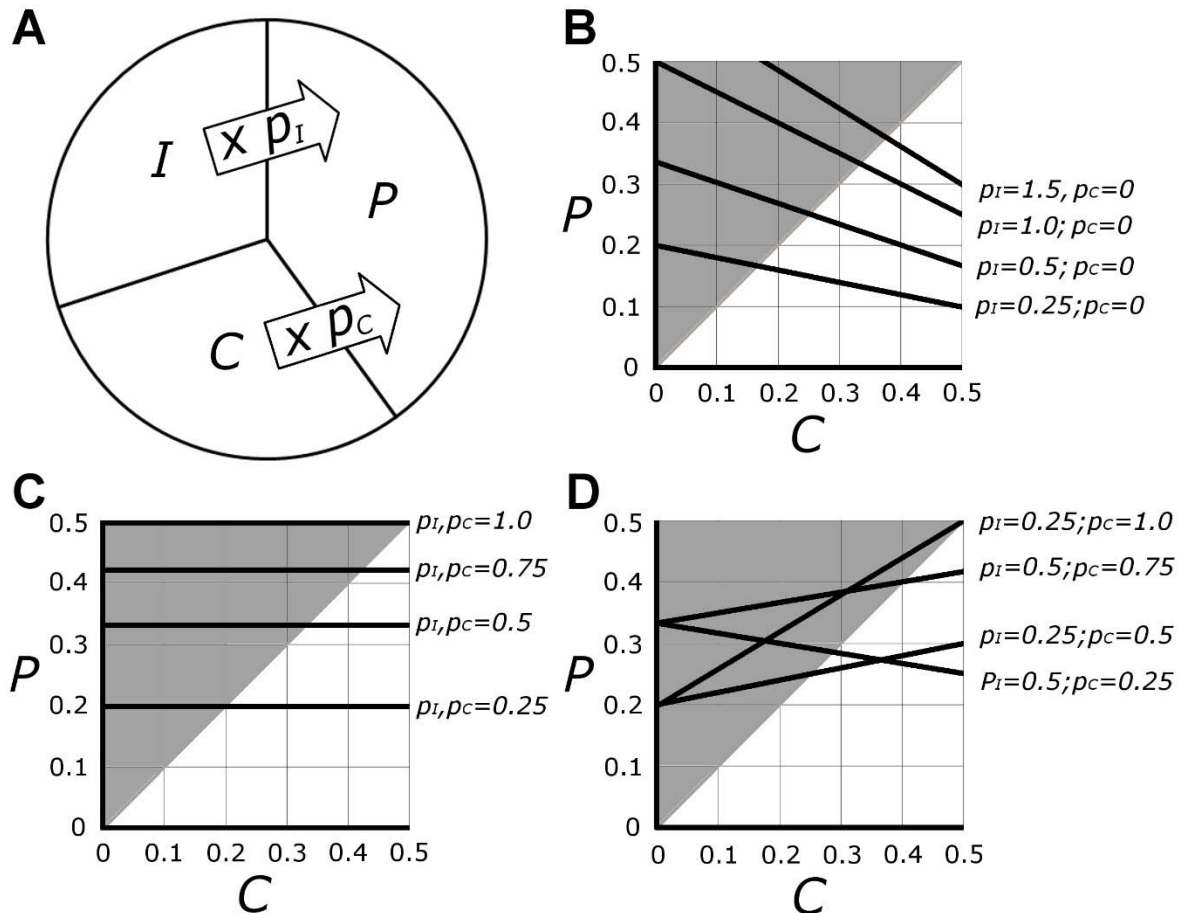 A
I
x pI
P
C
x pC
B
0.5
0.4
0.3
0.2
0.1
0
P
0 0.1 0.2 0.3 0.4 0.5
C
pI=1.5, pC=0
pI=1.0; pC=0
pI=0.5; pC=0
pI=0.25; pC=0
C
0.5
0.4
0.3
0.2
0.1
0
P
0 0.1 0.2 0.3 0.4 0.5
C
pI,pC=1.0
pI,pC=0.75
pI,pC=0.5
pI,pC=0.25
D
0.5
0.4
0.3
0.2
0.1
0
P
0 0.1 0.2 0.3 0.4 0.5
C
pI=0.25;pC=1.0
pI=0.5;pC=0.75
pI=0.25;pC=0.5
PI=0.5;pC=0.25